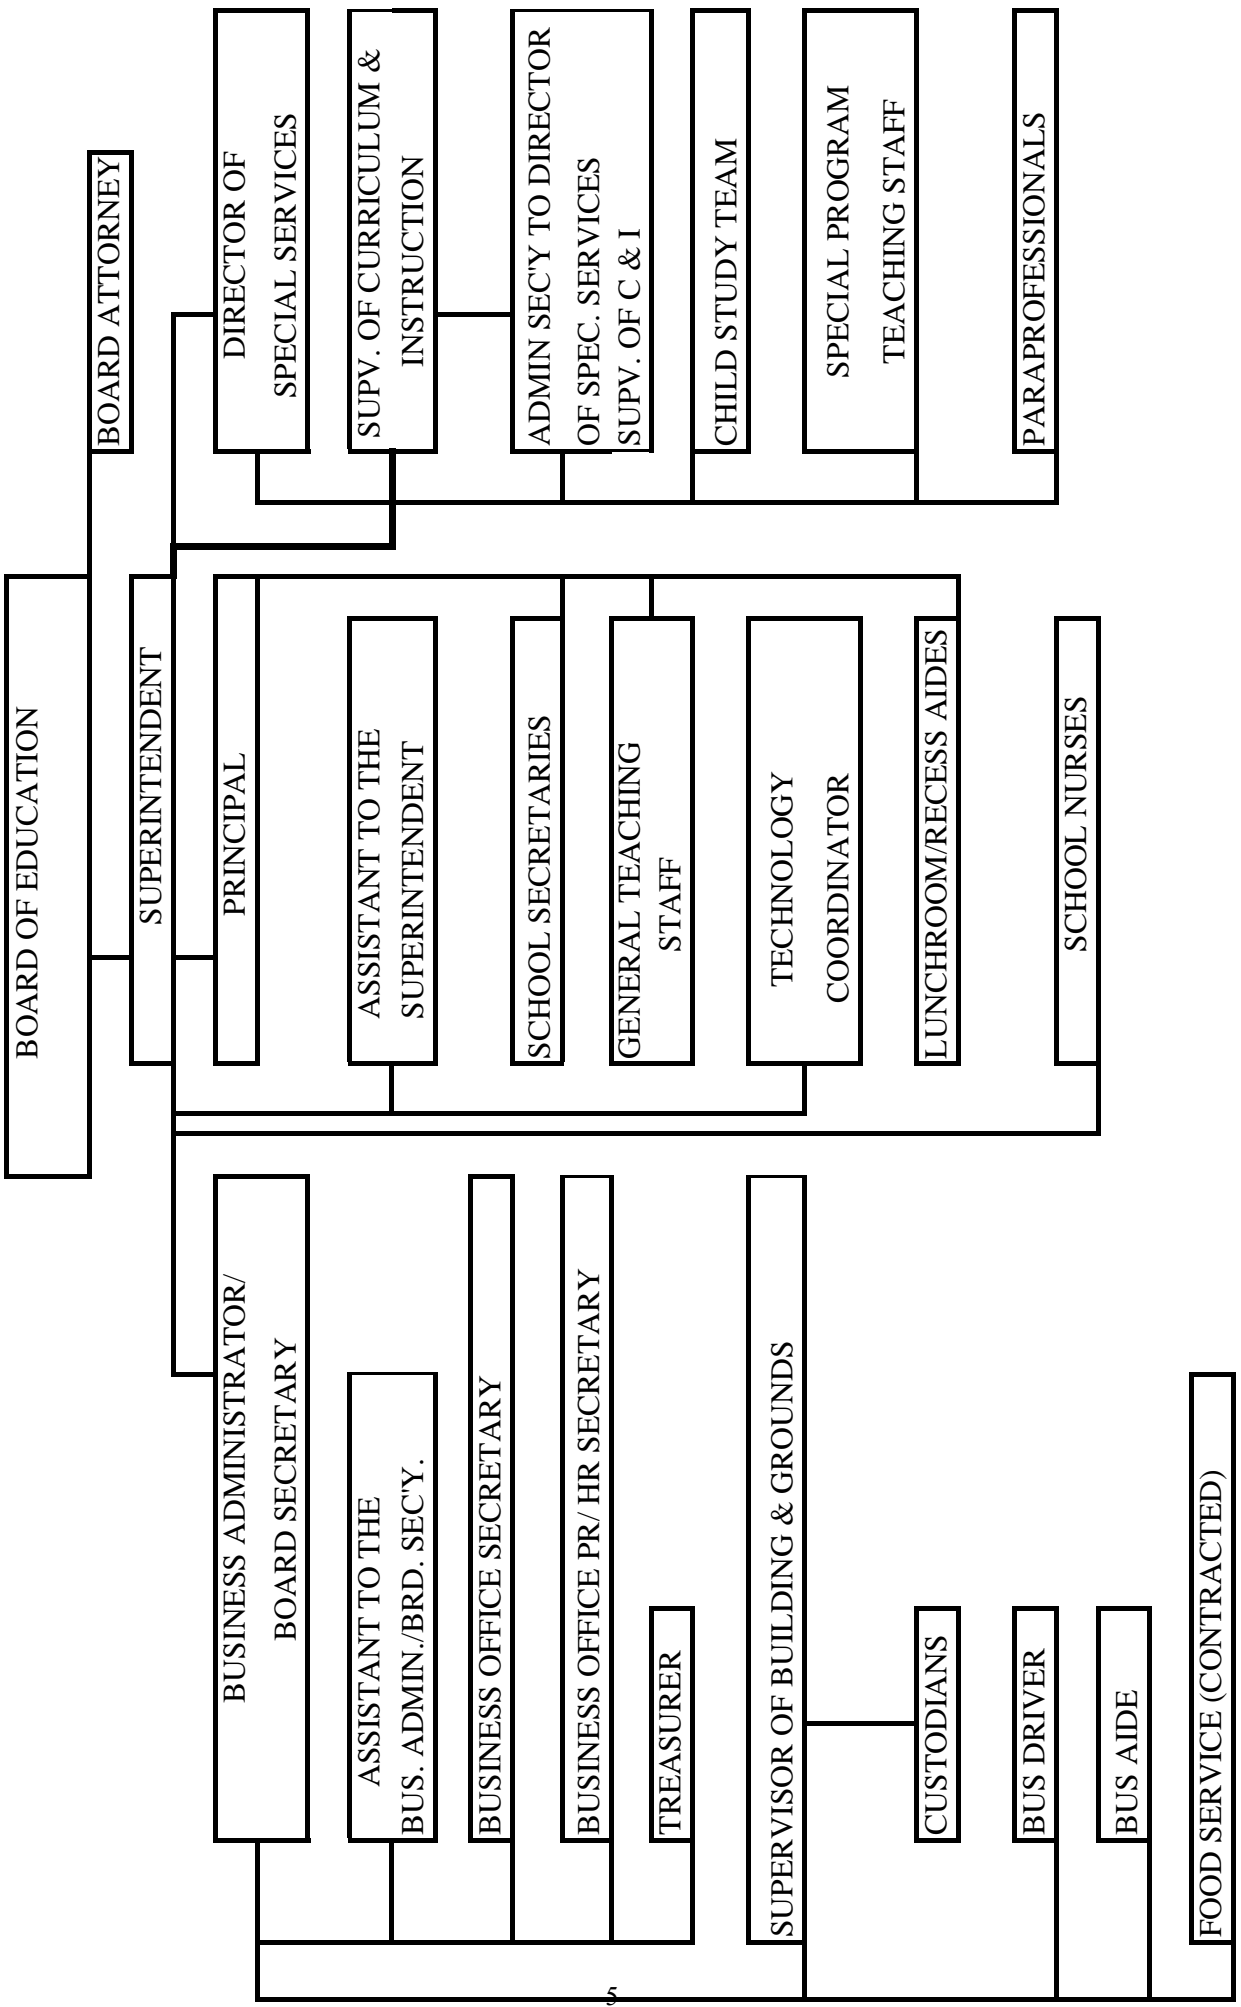 BOARD OF EDUCATION
BOARD ATTORNEY
SUPERINTENDENT
BUSINESS ADMINISTRATOR/
BOARD SECRETARY
PRINCIPAL
DIRECTOR OF
SPECIAL SERVICES
ASSISTANT TO THE
BUS. ADMIN./BRD. SEC'Y.
ASSISTANT TO THE
SUPERINTENDENT
SUPV. OF CURRICULUM &
INSTRUCTION
BUSINESS OFFICE SECRETARY
SCHOOL SECRETARIES
ADMIN SEC'Y TO DIRECTOR
OF SPEC. SERVICES
SUPV. OF C & I
BUSINESS OFFICE PR/ HR SECRETARY
GENERAL TEACHING
STAFF
TREASURER
CHILD STUDY TEAM
SUPERVISOR OF BUILDING & GROUNDS
TECHNOLOGY
COORDINATOR
SPECIAL PROGRAM
TEACHING STAFF
CUSTODIANS
LUNCHROOM/RECESS AIDES
BUS DRIVER
SCHOOL NURSES
PARAPROFESSIONALS
BUS AIDE
FOOD SERVICE (CONTRACTED)
5